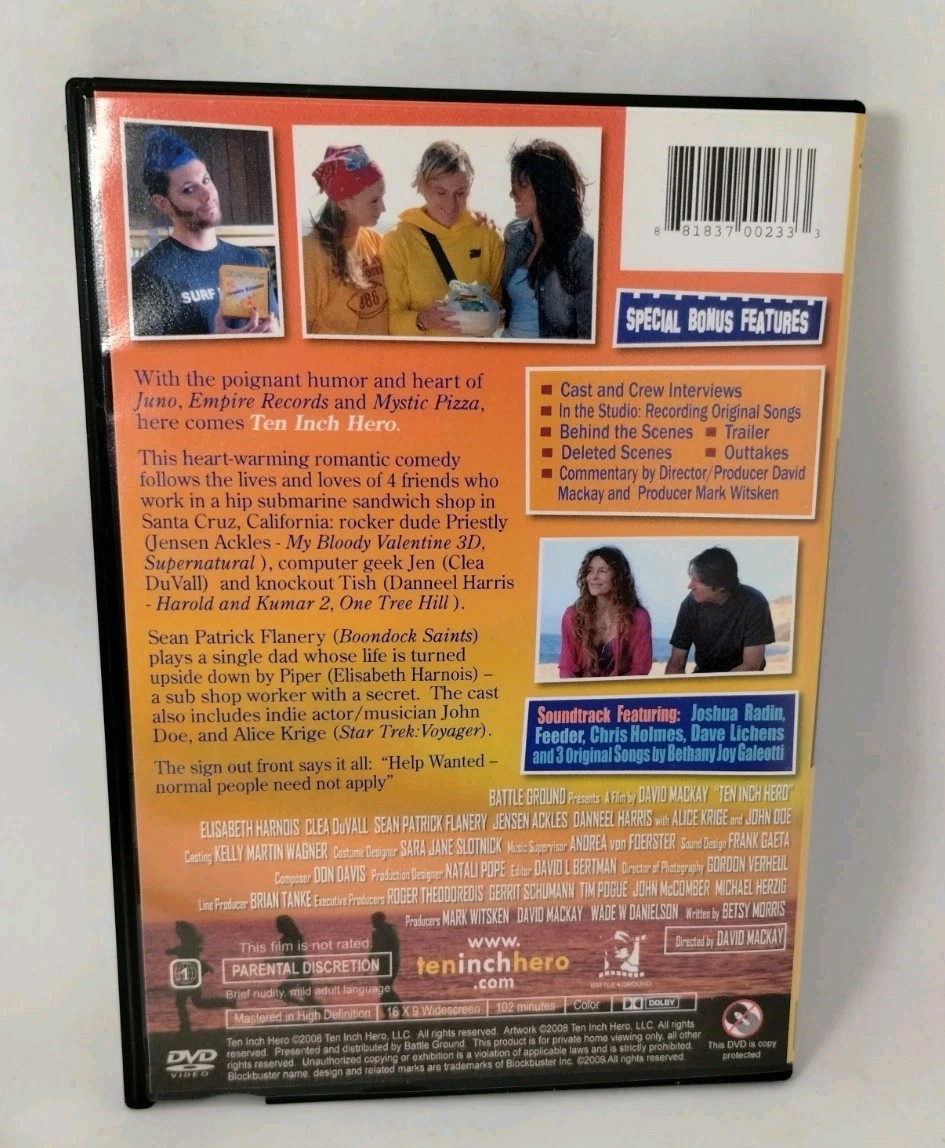 SURF
8 81837 00233 3
SPECIAL BONUS FEATURES
With the poignant humor and heart of
Juno, Empire Records and Mystic Pizza,
here comes Ten Inch Hero.
This heart-warming romantic comedy
follows the lives and loves of 4 friends who
work in a hip submarine sandwich shop in
Santa Cruz, California: rocker dude Priestly
(Jensen Ackles - My Bloody Valentine 3D,
Supernatural ), computer geek Jen (Clea
DuVall) and knockout Tish (Danneel Harris
- Harold and Kumar 2, One Tree Hill ).
Sean Patrick Flanery (Boondock Saints)
plays a single dad whose life is turned
upside down by Piper (Elisabeth Harnois) –
a sub shop worker with a secret. The cast
also includes indie actor/musician John
Doe, and Alice Krige (Star Trek:Voyager).
The sign out front says it all: “Help Wanted –
normal people need not apply”
Cast and Crew Interviews
In the Studio: Recording Original Songs
Behind the Scenes ■ Trailer
Deleted Scenes ■ Outtakes
Commentary by Director/Producer David
Mackay and Producer Mark Witsken
Soundtrack Featuring: Joshua Radin,
Feeder, Chris Holmes, Dave Lichens
and 3 Original Songs by Bethany Joy Galeotti
BATTLE GROUND Presents A Film by DAVID MACKAY "TEN INCH HERO"
ELISABETH HARNOIS CLEA DuVALL SEAN PATRICK FLANERY JENSEN ACKLES DANNEEL HARRIS with ALICE KRIGE and JOHN DOE
Casting KELLY MARTIN WAGNER Costume Designer SARA JANE SLOTNICK Music Supervisor ANDREA von FOERSTER Sound Design FRANK GAETA
Composer DON DAVIS Production Designer NATALI POPE Editor DAVID L BERTMAN Director of Photography GORDON VERHEUL
Line Producer BRIAN TANKE Executive Producers ROGER THEODOREDIS GERRIT SCHUMANN TIM POGUE JOHN McCOMBER MICHAEL HERZIG
Producers MARK WITSKEN DAVID MACKAY WADE W DANIELSON Written by BETSY MORRIS
Directed by DAVID MACKAY
This film is not rated.
PARENTAL DISCRETION
Brief nudity, mild adult language
1
www.
teninchhero
.com
BATTLE GROUND
Mastered in High Definition 16 X 9 Widescreen 102 minutes Color DOLBY
DVD
VIDEO
Ten Inch Hero ©2008 Ten Inch Hero, LLC. All rights reserved. Artwork ©2008 Ten Inch Hero, LLC. All rights
reserved. Presented and distributed by Battle Ground. This product is for private home viewing only, all other
rights reserved. Unauthorized copying or exhibition is a violation of applicable laws and is strictly prohibited.
Blockbuster name, design and related marks are trademarks of Blockbuster Inc. ©2009 All rights reserved.
This DVD is copy
protected